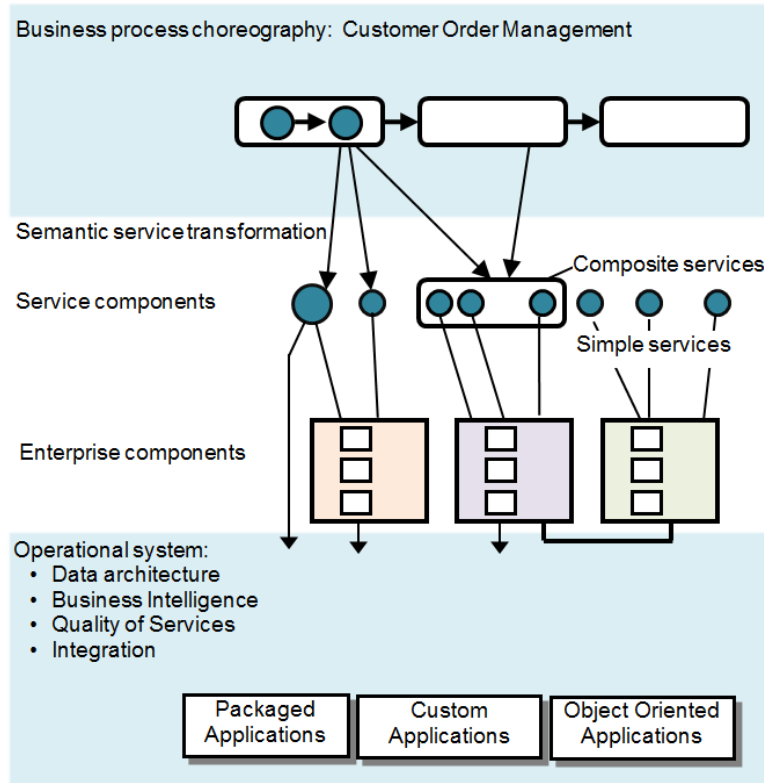 Business process choreography:  Customer Order Management
Semantic service transformation
Composite services
Service components
Simple services
Enterprise components
Operational system:
• Data architecture
• Business Intelligence
• Quality of Services
• Integration
Packaged
Applications
Custom
Applications
Object Oriented
Applications